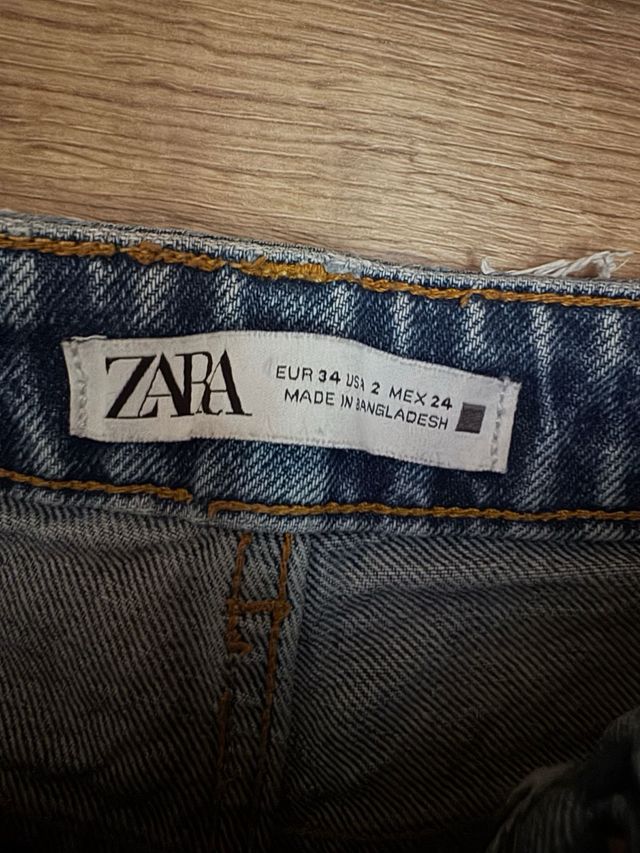 ZARA
EUR 34 USA 2 MEX 24
MADE IN BANGLADESH